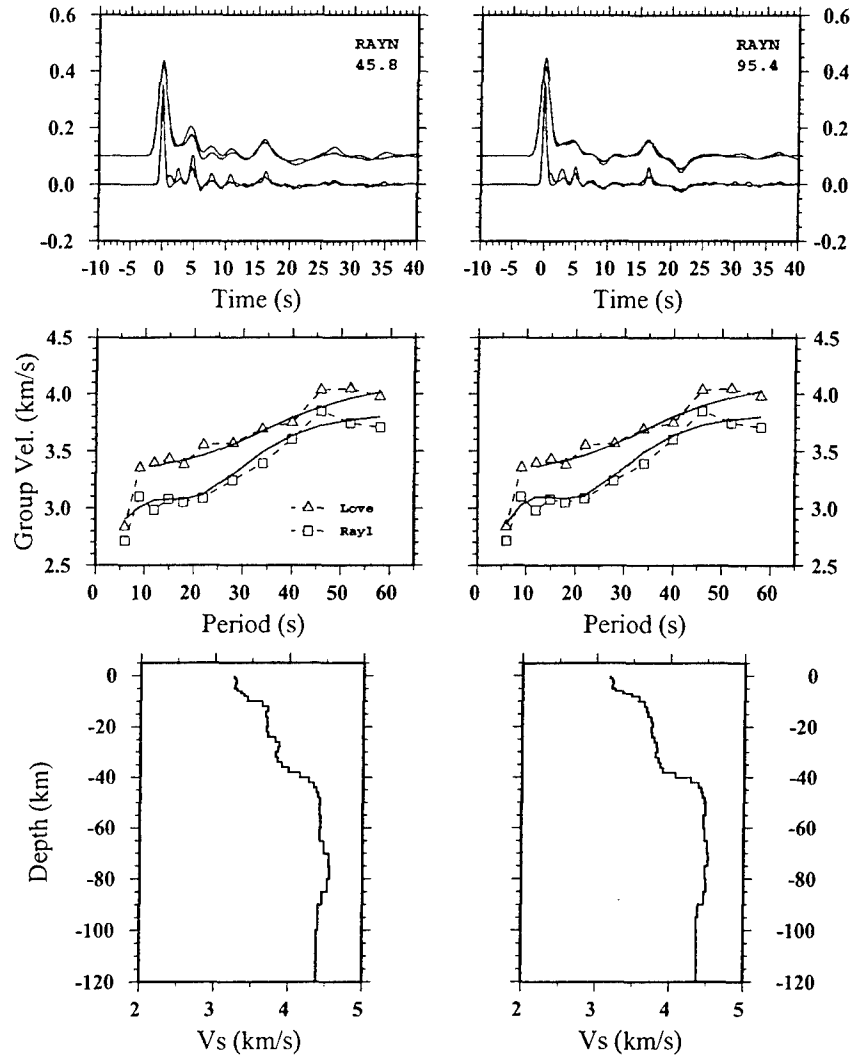 0.6
0.4
0.2
0.0
-0.2
RAYN
45.8
-10 -5 0 5 10 15 20 25 30 35 40
Time (s)
RAYN
95.4
0.6
0.4
0.2
0.0
-0.2
-10 -5 0 5 10 15 20 25 30 35 40
Time (s)
Group Vel. (km/s)
4.5
4.0
3.5
3.0
2.5
Love
Rayl
0 10 20 30 40 50 60
Period (s)
4.5
4.0
3.5
3.0
2.5
0 10 20 30 40 50 60
Period (s)
Depth (km)
0
-20
-40
-60
-80
-100
-120
2 3 4 5
Vs (km/s)
0
-20
-40
-60
-80
-100
-120
2 3 4 5
Vs (km/s)